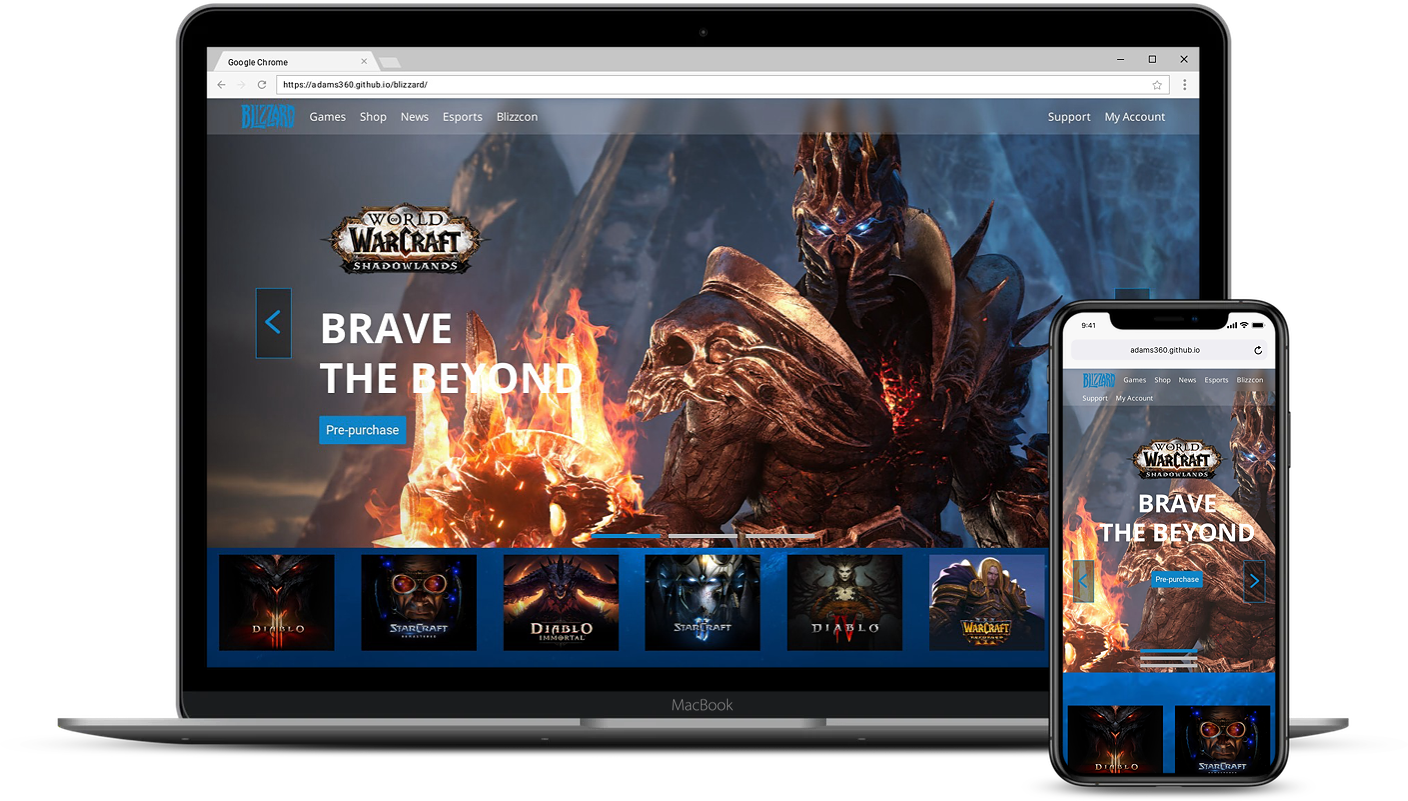 Google Chrome
https://adams360.github.io/blizzard/
BLIZZARD Games Shop News Esports Blizzcon Support My Account
WORLD
OF
WARCRAFT
SHADOWLANDS
BRAVE
THE BEYOND
Pre-purchase
DIABLO
STARCRAFT
REMASTERED
DIABLO
IMMORTAL
STARCRAFT
II
DIABLO
IV
III
WARCRAFT
REFORGED
MacBook
9:41
adams360.github.io
BLIZZARD Games Shop News Esports Blizzcon
Support My Account
WORLD
OF
WARCRAFT
SHADOWLANDS
BRAVE
THE BEYOND
Pre-purchase
DIABLO
STARCRAFT
REMASTERED